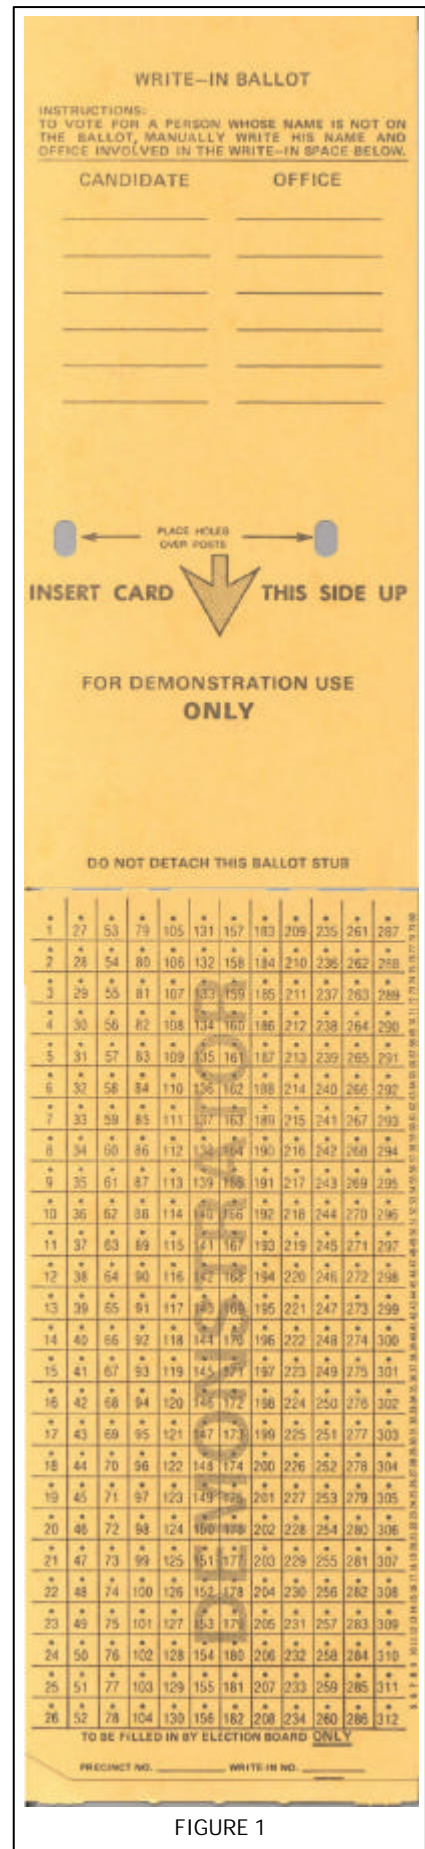 WRITE–IN BALLOT
INSTRUCTIONS:
TO VOTE FOR A PERSON WHOSE NAME IS NOT ON
THE BALLOT, MANUALLY WRITE HIS NAME AND
OFFICE INVOLVED IN THE WRITE–IN SPACE BELOW.
CANDIDATE OFFICE
PLACE HOLES
OVER POSTS
INSERT CARD THIS SIDE UP
FOR DEMONSTRATION USE
ONLY
DO NOT DETACH THIS BALLOT STUB
1 27 53 79 105 131 157 183 209 235 261 287
2 28 54 80 106 132 158 184 210 236 262 288
3 29 55 81 107 133 159 185 211 237 263 289
4 30 56 82 108 134 160 186 212 238 264 290
5 31 57 83 109 135 161 187 213 239 265 291
6 32 58 84 110 136 162 188 214 240 266 292
7 33 59 85 111 137 163 189 215 241 267 293
8 34 60 86 112 138 164 190 216 242 268 294
9 35 61 87 113 139 165 191 217 243 269 295
10 36 62 88 114 140 166 192 218 244 270 296
11 37 63 89 115 141 167 193 219 245 271 297
12 38 64 90 116 142 168 194 220 246 272 298
13 39 65 91 117 143 169 195 221 247 273 299
14 40 66 92 118 144 170 196 222 248 274 300
15 41 67 93 119 145 171 197 223 249 275 301
16 42 68 94 120 146 172 198 224 250 276 302
17 43 69 95 121 147 173 199 225 251 277 303
18 44 70 96 122 148 174 200 226 252 278 304
19 45 71 97 123 149 175 201 227 253 279 305
20 46 72 98 124 150 176 202 228 254 280 306
21 47 73 99 125 151 177 203 229 255 281 307
22 48 74 100 126 152 178 204 230 256 282 308
23 49 75 101 127 153 179 205 231 257 283 309
24 50 76 102 128 154 180 206 232 258 284 310
25 51 77 103 129 155 181 207 233 259 285 311
26 52 78 104 130 156 182 208 234 260 286 312
DEMONSTRATOR
TO BE FILLED IN BY ELECTION BOARD ONLY
PRECINCT NO. WRITE-IN NO.
FIGURE 1